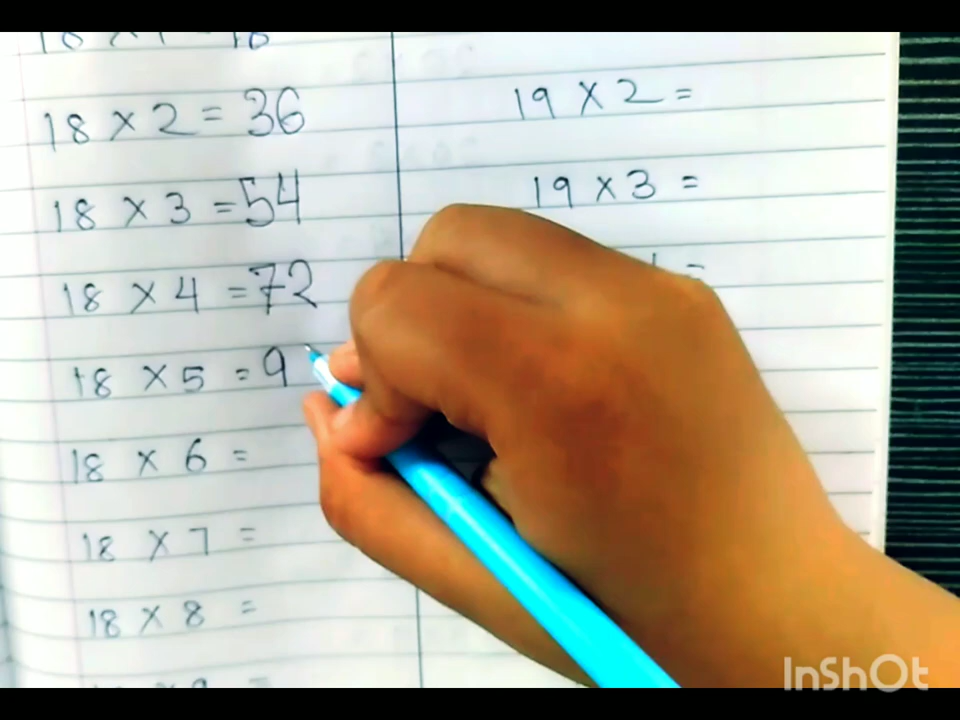 18 × 2 = 36
18 × 3 = 54
18 × 4 = 72
18 × 5 = 9
18 × 6 =
18 × 7 =
18 × 8 =
19 × 2 =
19 × 3 =
=
InShOt